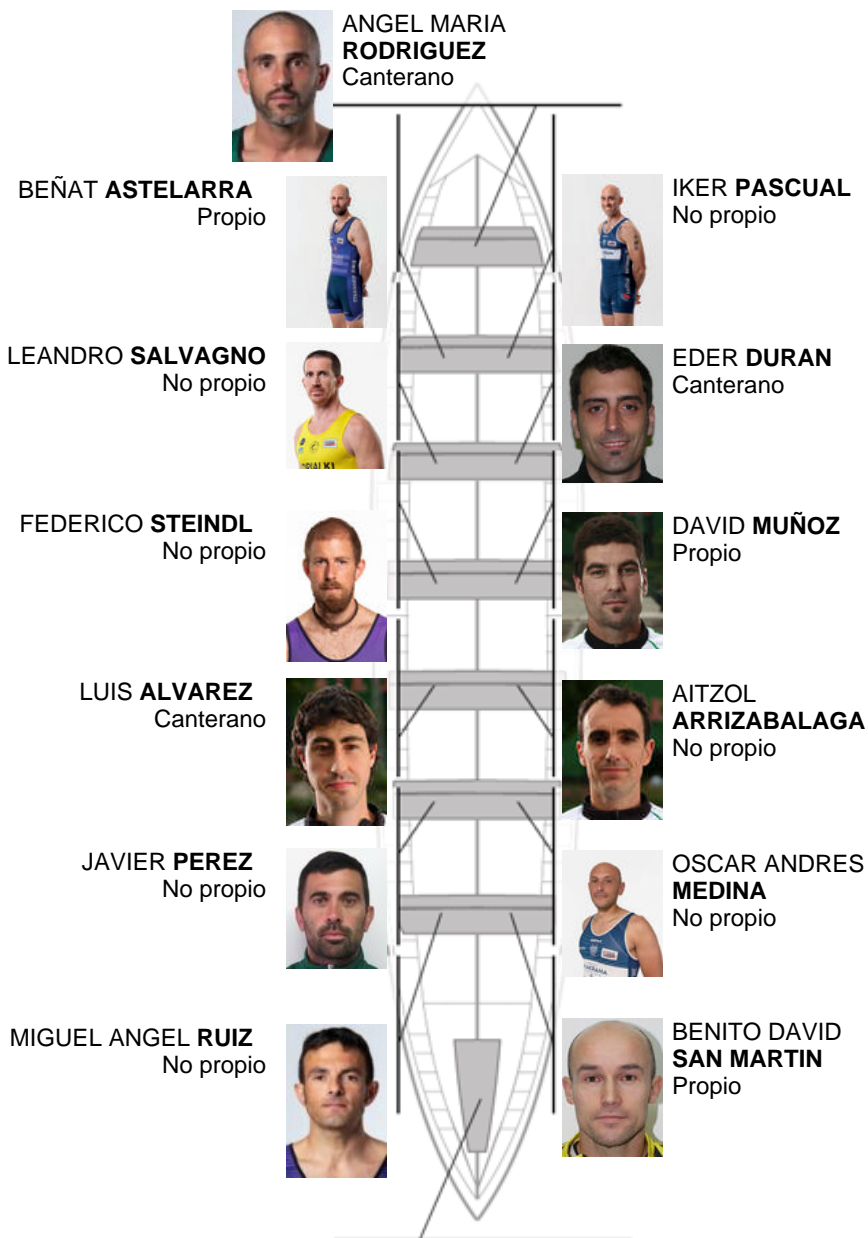 ANGEL MARIA
RODRIGUEZ
Canterano
BEÑAT ASTELARRA
Propio
IKER PASCUAL
No propio
LEANDRO SALVAGNO
No propio
EDER DURAN
Canterano
FEDERICO STEINDL
No propio
DAVID MUÑOZ
Propio
LUIS ALVAREZ
Canterano
AITZOL
ARRIZABALAGA
No propio
JAVIER PEREZ
No propio
OSCAR ANDRES
MEDINA
No propio
MIGUEL ANGEL RUIZ
No propio
BENITO DAVID
SAN MARTIN
Propio